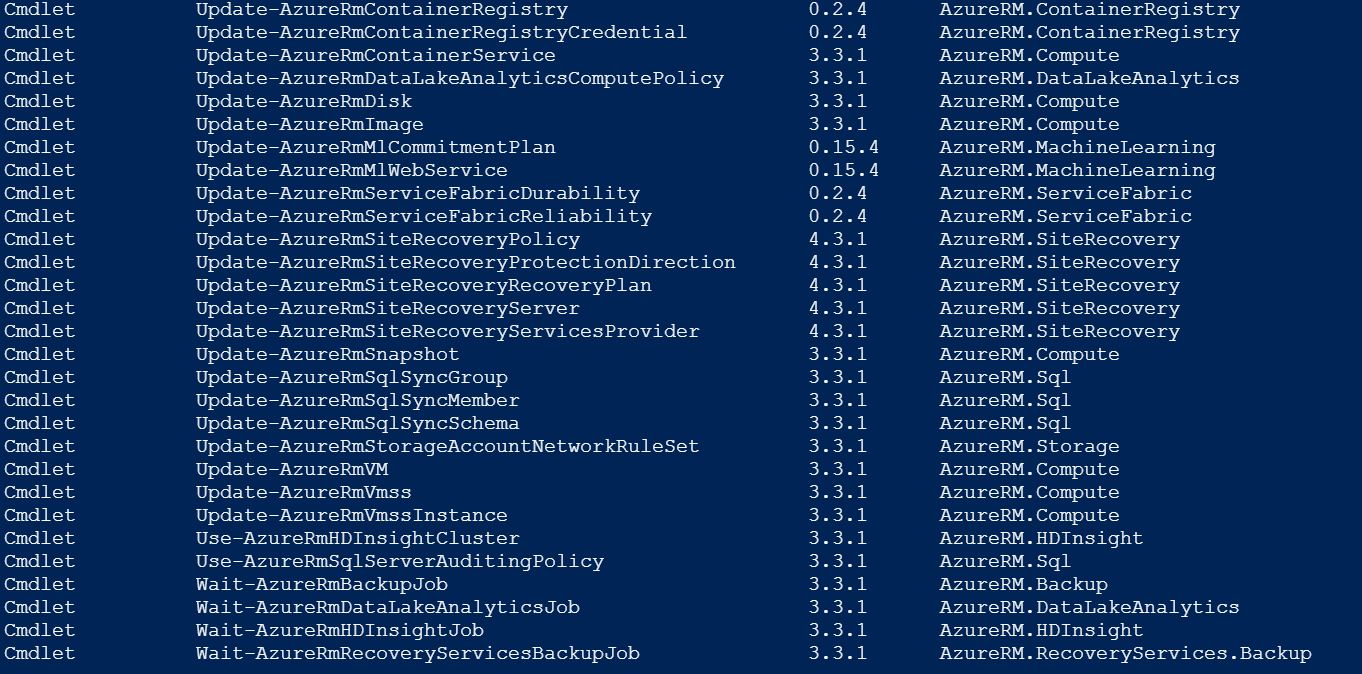 Cmdlet Update-AzureRmContainerRegistry 0.2.4 AzureRM.ContainerRegistry
Cmdlet Update-AzureRmContainerRegistryCredential 0.2.4 AzureRM.ContainerRegistry
Cmdlet Update-AzureRmContainerService 3.3.1 AzureRM.Compute
Cmdlet Update-AzureRmDataLakeAnalyticsComputePolicy 3.3.1 AzureRM.DataLakeAnalytics
Cmdlet Update-AzureRmDisk 3.3.1 AzureRM.Compute
Cmdlet Update-AzureRmImage 3.3.1 AzureRM.Compute
Cmdlet Update-AzureRmMlCommitmentPlan 0.15.4 AzureRM.MachineLearning
Cmdlet Update-AzureRmMlWebService 0.15.4 AzureRM.MachineLearning
Cmdlet Update-AzureRmServiceFabricDurability 0.2.4 AzureRM.ServiceFabric
Cmdlet Update-AzureRmServiceFabricReliability 0.2.4 AzureRM.ServiceFabric
Cmdlet Update-AzureRmSiteRecoveryPolicy 4.3.1 AzureRM.SiteRecovery
Cmdlet Update-AzureRmSiteRecoveryProtectionDirection 4.3.1 AzureRM.SiteRecovery
Cmdlet Update-AzureRmSiteRecoveryRecoveryPlan 4.3.1 AzureRM.SiteRecovery
Cmdlet Update-AzureRmSiteRecoveryServer 4.3.1 AzureRM.SiteRecovery
Cmdlet Update-AzureRmSiteRecoveryServicesProvider 4.3.1 AzureRM.SiteRecovery
Cmdlet Update-AzureRmSnapshot 3.3.1 AzureRM.Compute
Cmdlet Update-AzureRmSqlSyncGroup 3.3.1 AzureRM.Sql
Cmdlet Update-AzureRmSqlSyncMember 3.3.1 AzureRM.Sql
Cmdlet Update-AzureRmSqlSyncSchema 3.3.1 AzureRM.Sql
Cmdlet Update-AzureRmStorageAccountNetworkRuleSet 3.3.1 AzureRM.Storage
Cmdlet Update-AzureRmVM 3.3.1 AzureRM.Compute
Cmdlet Update-AzureRmVmss 3.3.1 AzureRM.Compute
Cmdlet Update-AzureRmVmssInstance 3.3.1 AzureRM.Compute
Cmdlet Use-AzureRmHDInsightCluster 3.3.1 AzureRM.HDInsight
Cmdlet Use-AzureRmSqlServerAuditingPolicy 3.3.1 AzureRM.Sql
Cmdlet Wait-AzureRmBackupJob 3.3.1 AzureRM.Backup
Cmdlet Wait-AzureRmDataLakeAnalyticsJob 3.3.1 AzureRM.DataLakeAnalytics
Cmdlet Wait-AzureRmHDInsightJob 3.3.1 AzureRM.HDInsight
Cmdlet Wait-AzureRmRecoveryServicesBackupJob 3.3.1 AzureRM.RecoveryServices.Backup